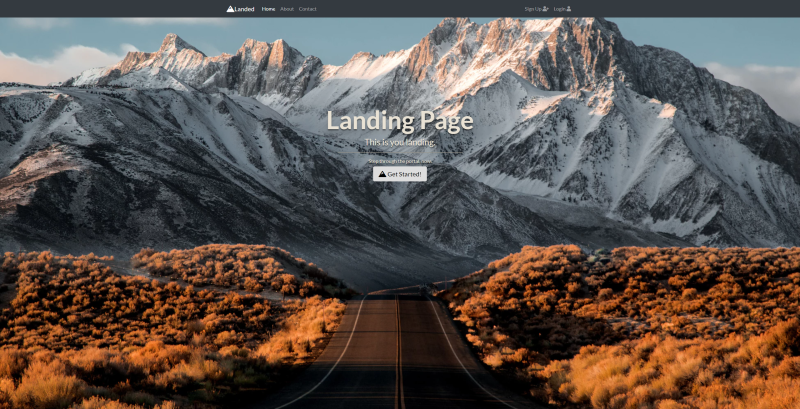 Landed Home About Contact Sign Up Login
Landing Page
This is you landing.
Step through the portal now.
Get Started!